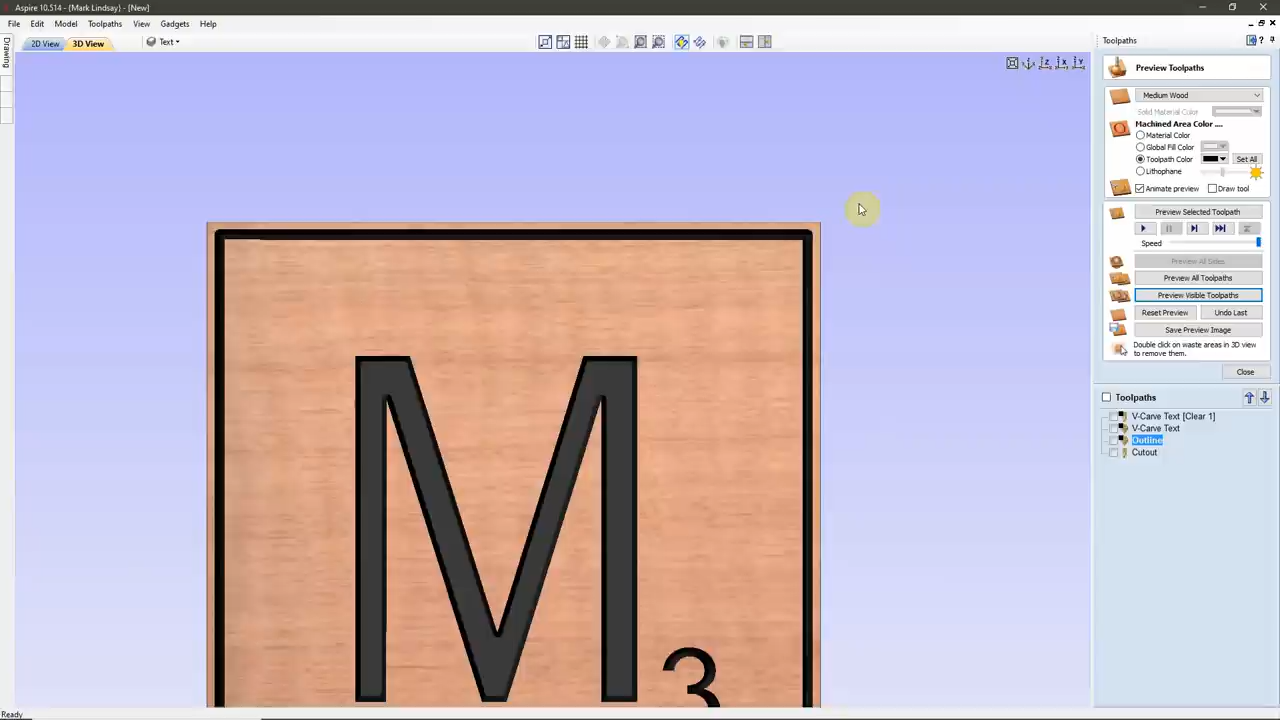 Aspire 10.514 - (Mark Lindsay) - [New]
File Edit Model Toolpaths View Gadgets Help
2D View 3D View Text
Drawing
M
3
Toolpaths
Preview Toolpaths
Medium Wood
Solid Material Color
Machined Area Color ....
Material Color
Global Fill Color
Toolpath Color Set All
Lithophane
Animate preview Draw tool
Preview Selected Toolpath
Speed
Preview All Sides
Preview All Toolpaths
Preview Visible Toolpaths
Reset Preview Undo Last
Save Preview Image
Double click on waste areas in 3D view
to remove them.
Close
Toolpaths
V-Carve Text [Clear 1]
V-Carve Text
Outline
Cutout
Ready